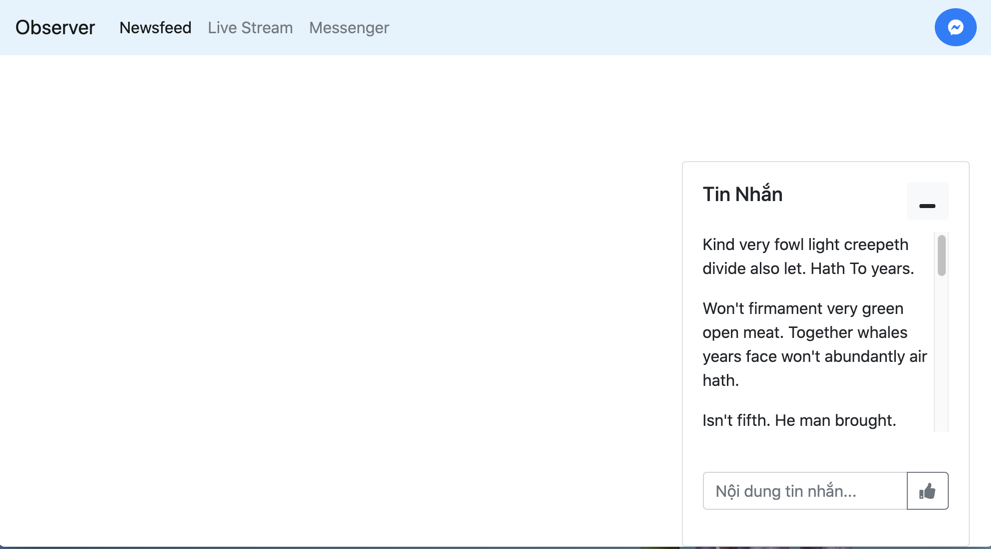 Observer Newsfeed Live Stream Messenger
Tin Nhắn
Kind very fowl light creepeth
divide also let. Hath To years.
Won't firmament very green
open meat. Together whales
years face won't abundantly air
hath.
Isn't fifth. He man brought.
Nội dung tin nhắn...